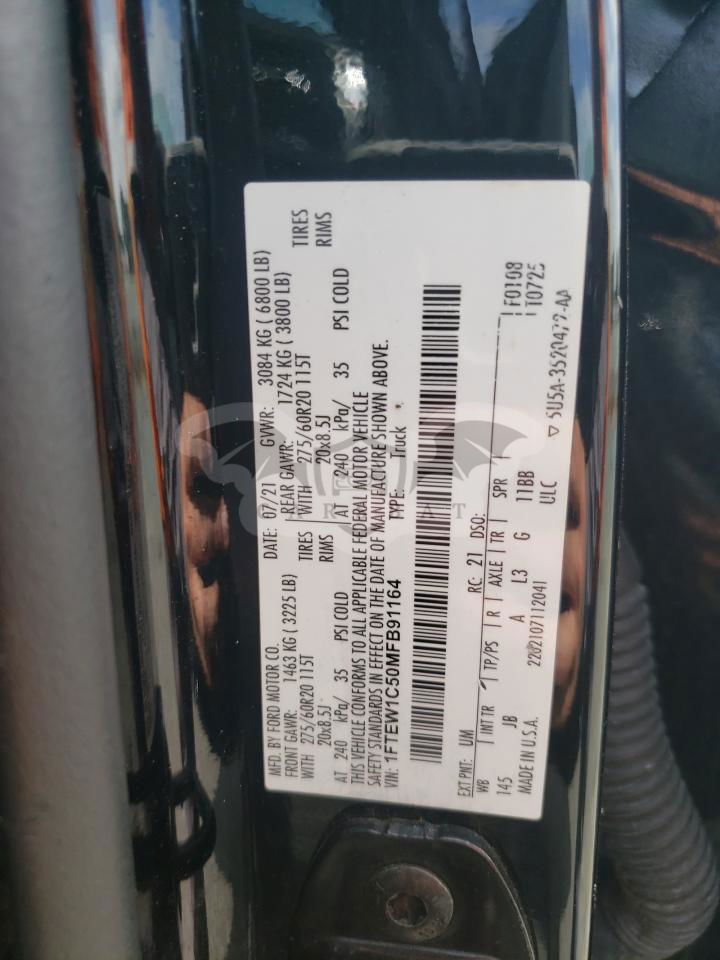 MFD. BY FORD MOTOR CO. DATE: 07/21 GVWR: 3084 KG ( 6800 LB)
FRONT GAWR: 1463 KG ( 3225 LB) REAR GAWR: 1724 KG ( 3800 LB)
WITH 275/60R20 115T TIRES WITH 275/60R20 115T TIRES
20x8.5J RIMS 20x8.5J RIMS
AT 240 kPa/ 35 PSI COLD AT 240 kPa/ 35 PSI COLD
THIS VEHICLE CONFORMS TO ALL APPLICABLE FEDERAL MOTOR VEHICLE
SAFETY STANDARDS IN EFFECT ON THE DATE OF MANUFACTURE SHOWN ABOVE.
VIN: 1FTEW1C50MFB91164 TYPE: Truck
EXT PNT: UM RC: 21 DSO:
WB INT TR TP/PS R AXLE TR SPR F0108
145 JB A L3 G 11BB T0725
MADE IN U.S.A. 2202107112041 ULC